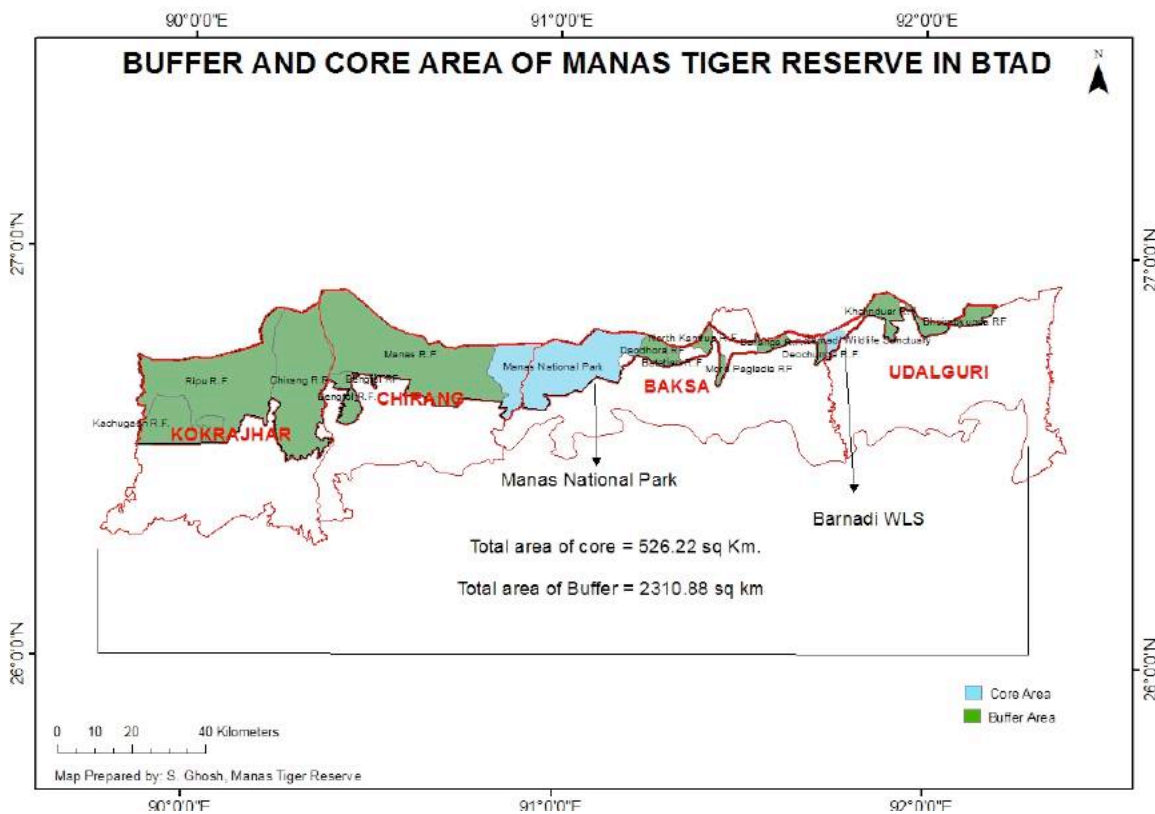 90°0'0"E 91°0'0"E 92°0'0"E
BUFFER AND CORE AREA OF MANAS TIGER RESERVE IN BTAD
N
27°0'0"N 27°0'0"N
Khalinduar R.F.
Bhairabkunda RF
North Kamrup R.F.
Manas R.F. Daodhora RF Wildlife Sanctuary
Manas National Park Batabari R.F. Deochunga R.F.
Ripu R.F. Chirang R.F. Bengtol RF Mora Pagladia RF
Bengtol R.F. CHIRANG BAKSA UDALGURI
Kachugaon R.F. KOKRAJHAR
Manas National Park
Barnadi WLS
Total area of core = 526.22 sq Km.
Total area of Buffer = 2310.88 sq km
26°0'0"N 26°0'0"N
Core Area
Buffer Area
0 10 20 40 Kilometers
Map Prepared by: S. Ghosh, Manas Tiger Reserve
90°0'0"E 91°0'0"E 92°0'0"E